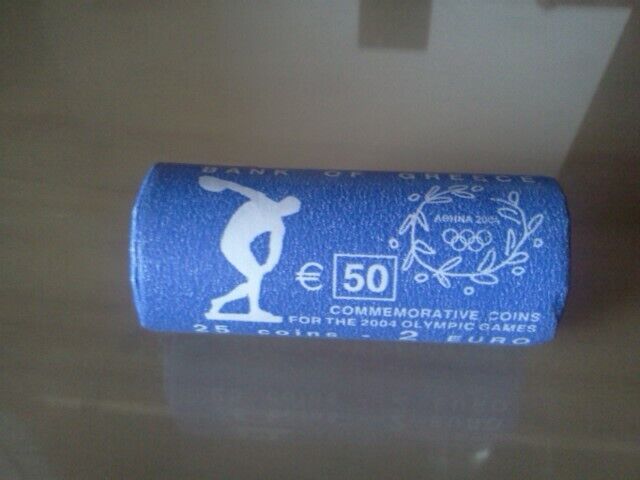 BANK OF GREECE
ΑΘΗΝΑ 2004
€ 50
COMMEMORATIVE COINS
FOR THE 2004 OLYMPIC GAMES
25 coins - 2 EURO